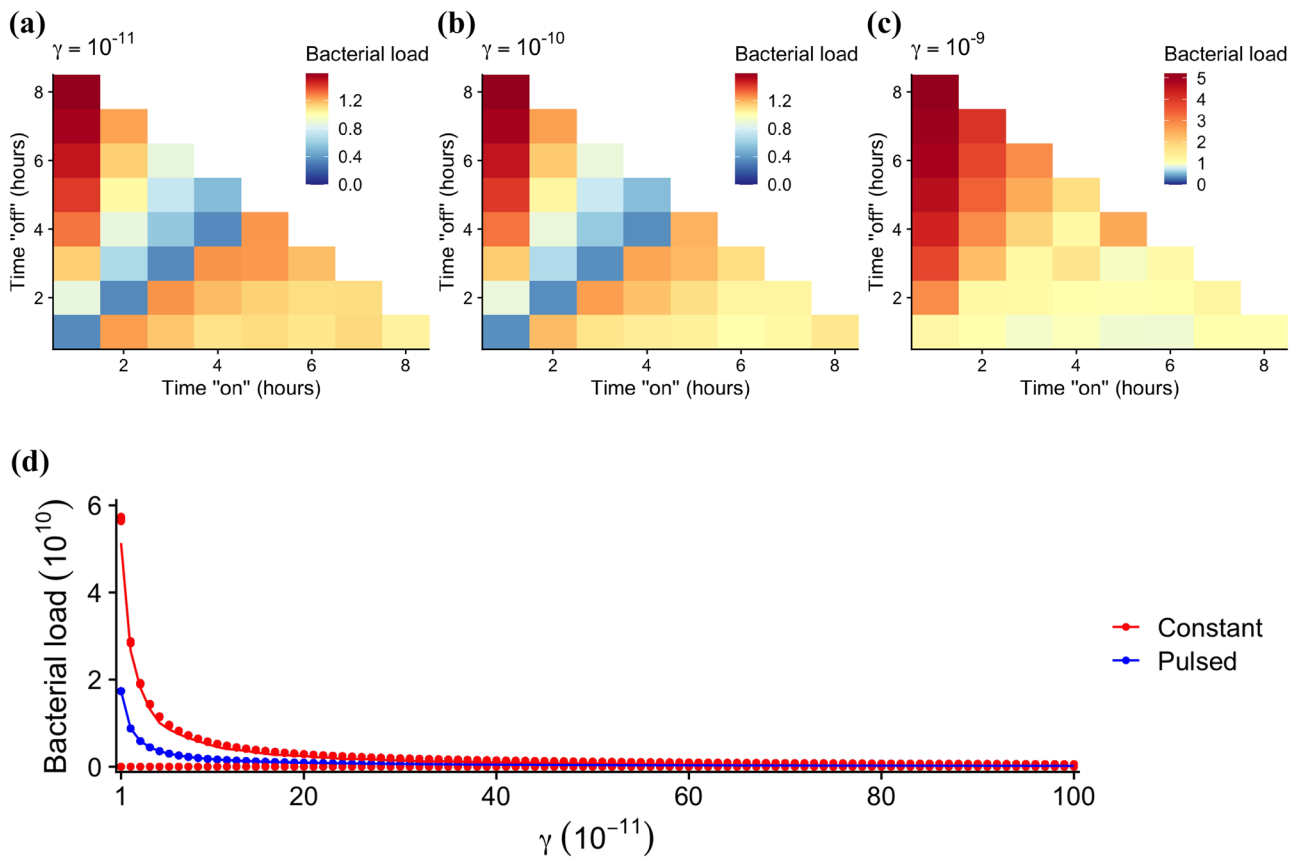 (a)
γ = 10⁻¹¹
Bacterial load
1.2
0.8
0.4
0.0
8
6
4
2
Time "off" (hours)
2 4 6 8
Time "on" (hours)
(b)
γ = 10⁻¹⁰
Bacterial load
1.2
0.8
0.4
0.0
8
6
4
2
Time "off" (hours)
2 4 6 8
Time "on" (hours)
(c)
γ = 10⁻⁹
Bacterial load
5
4
3
2
1
0
8
6
4
2
Time "off" (hours)
2 4 6 8
Time "on" (hours)
(d)
Bacterial load (10¹⁰)
6
4
2
0
1 20 40 60 80 100
γ (10⁻¹¹)
Constant
Pulsed